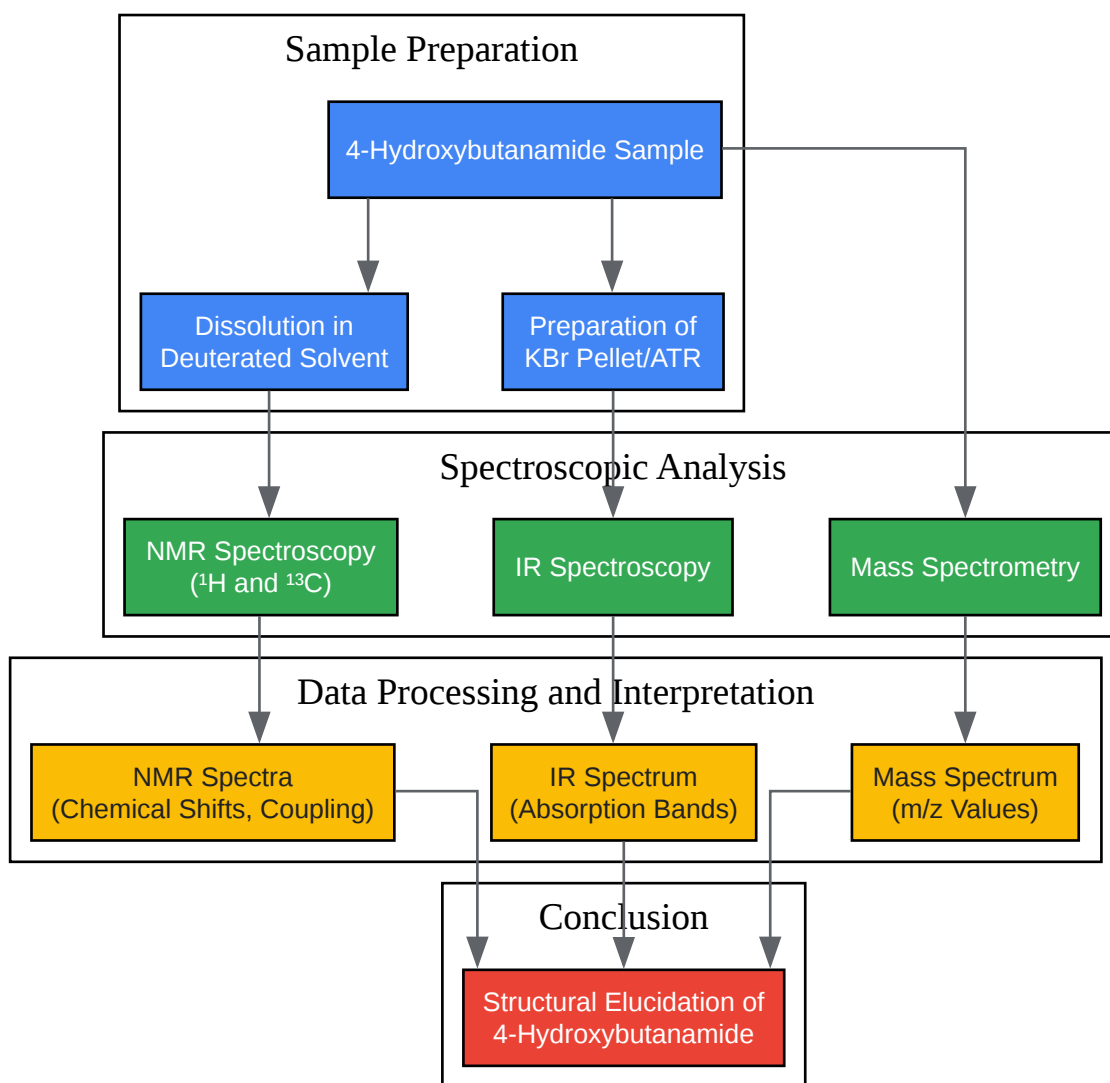 Sample Preparation
4-Hydroxybutanamide Sample
Dissolution in
Deuterated Solvent
Preparation of
KBr Pellet/ATR
Spectroscopic Analysis
NMR Spectroscopy
(¹H and ¹³C)
IR Spectroscopy
Mass Spectrometry
Data Processing and Interpretation
NMR Spectra
(Chemical Shifts, Coupling)
IR Spectrum
(Absorption Bands)
Mass Spectrum
(m/z Values)
Conclusion
Structural Elucidation of
4-Hydroxybutanamide